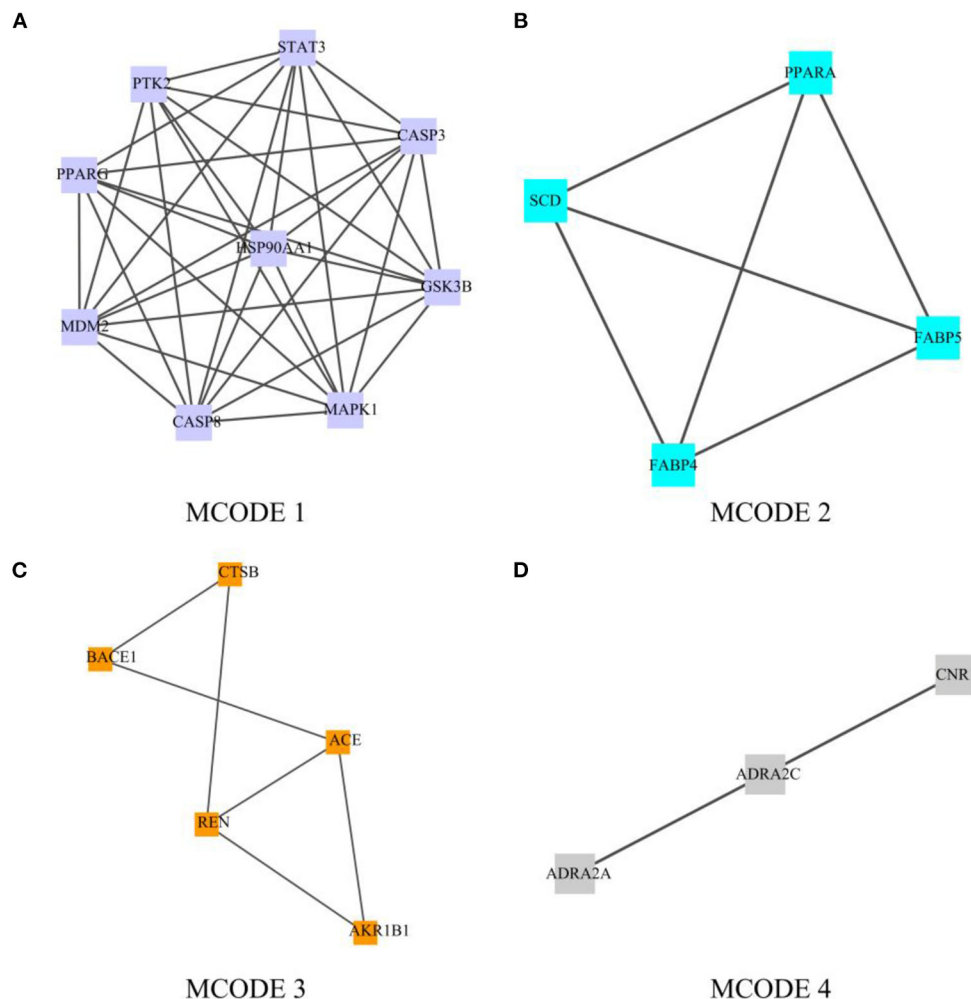 A
STAT3
PTK2
CASP3
PPARG
HSP90AA1
GSK3B
MDM2
MAPK1
CASP8
MCODE 1
B
PPARA
SCD
FABP5
FABP4
MCODE 2
C
CTSB
BACE1
ACE
REN
AKR1B1
MCODE 3
D
CNR
ADRA2C
ADRA2A
MCODE 4